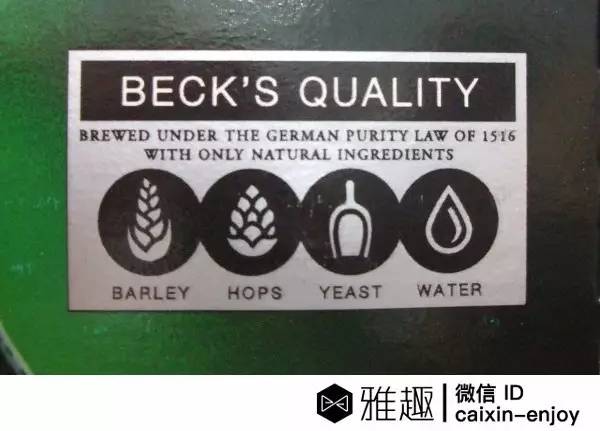 BECK'S QUALITY
BREWED UNDER THE GERMAN PURITY LAW OF 1516
WITH ONLY NATURAL INGREDIENTS
BARLEY HOPS YEAST WATER
雅趣
微信 ID
caixin-enjoy